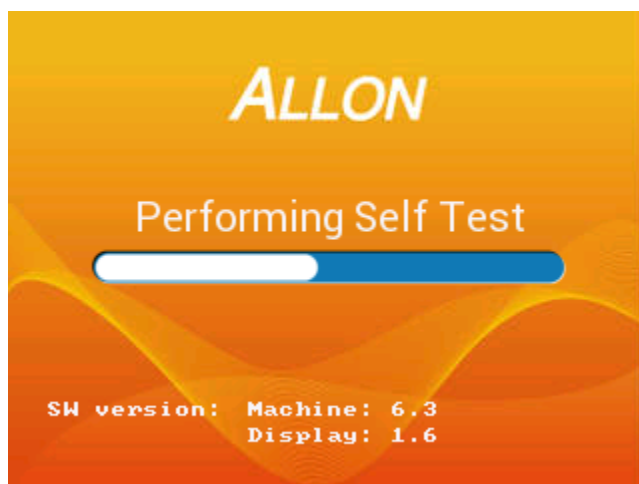 ALLON
Performing Self Test
SW version: Machine: 6.3
Display: 1.6